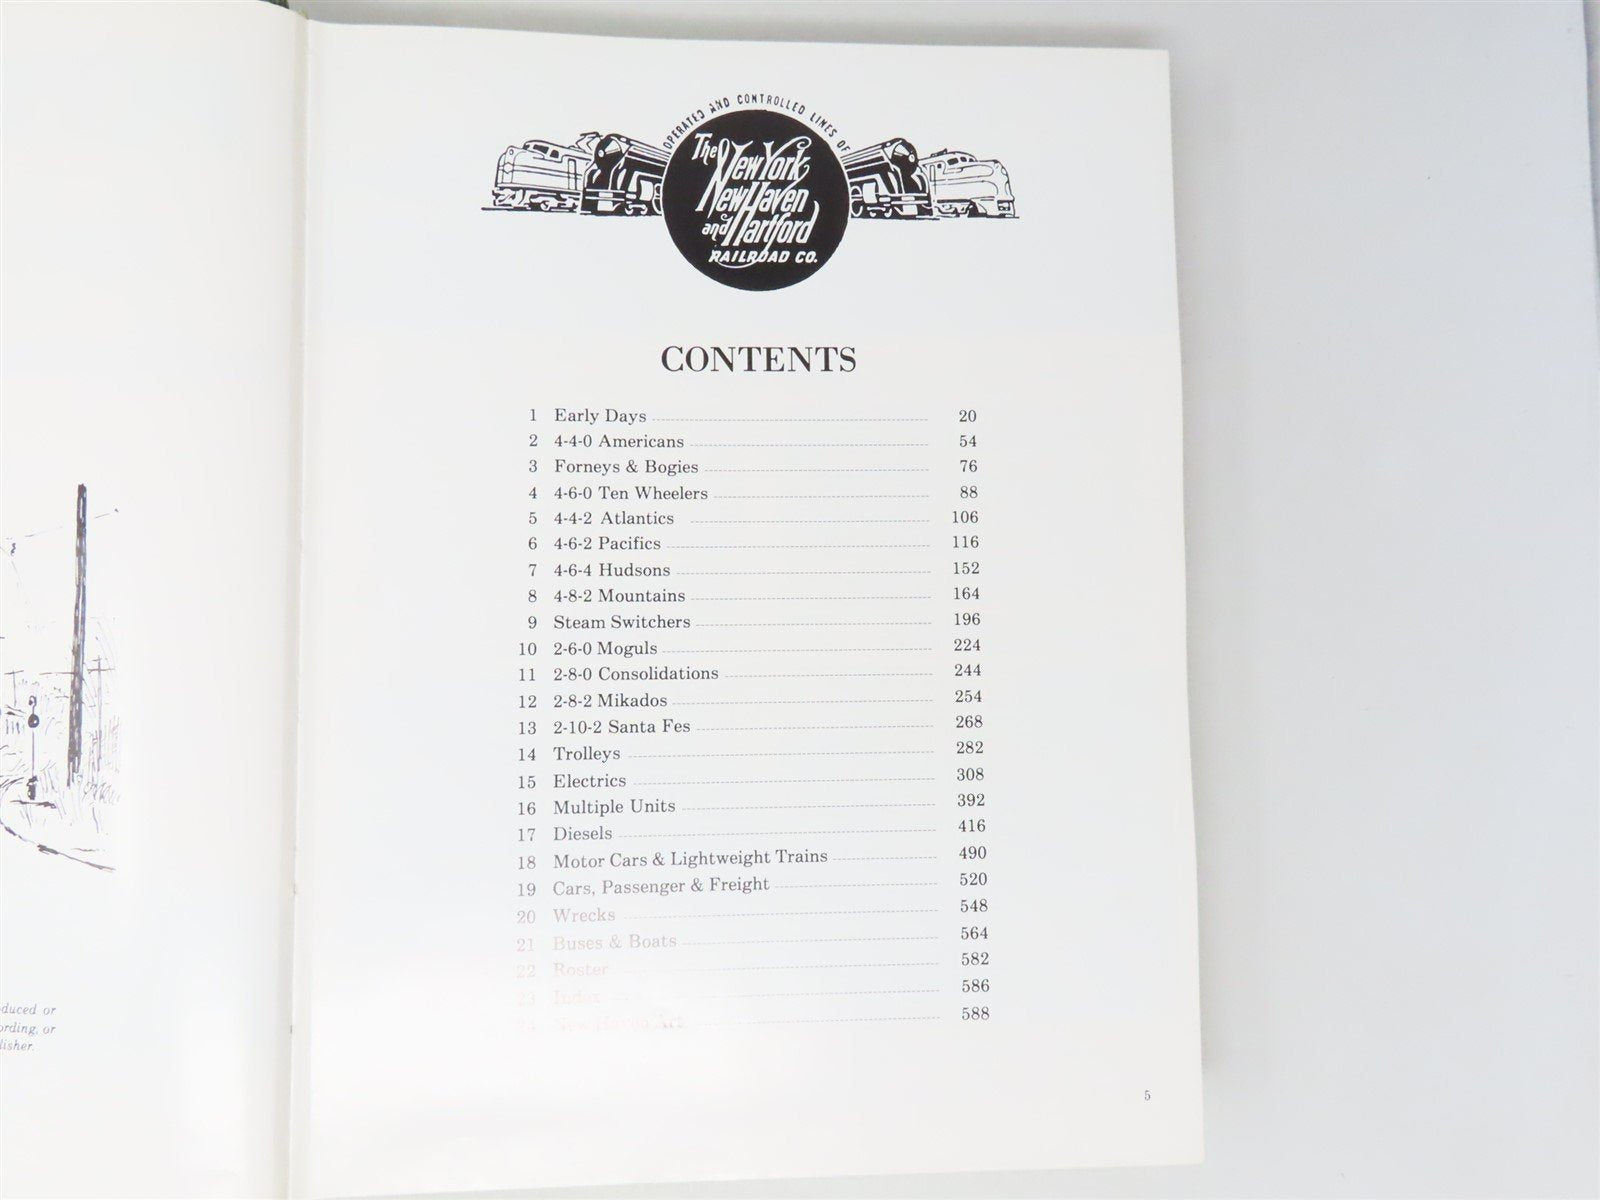 duced or
ording, or
lisher.
OPERATED AND CONTROLLED LINES OF
The New York
New Haven
and Hartford
RAILROAD CO.
CONTENTS
1 Early Days 20
2 4-4-0 Americans 54
3 Forneys & Bogies 76
4 4-6-0 Ten Wheelers 88
5 4-4-2 Atlantics 106
6 4-6-2 Pacifics 116
7 4-6-4 Hudsons 152
8 4-8-2 Mountains 164
9 Steam Switchers 196
10 2-6-0 Moguls 224
11 2-8-0 Consolidations 244
12 2-8-2 Mikados 254
13 2-10-2 Santa Fes 268
14 Trolleys 282
15 Electrics 308
16 Multiple Units 392
17 Diesels 416
18 Motor Cars & Lightweight Trains 490
19 Cars, Passenger & Freight 520
20 Wrecks 548
21 Buses & Boats 564
22 Roster 582
23 Index 586
24 New Haven Art 588
5